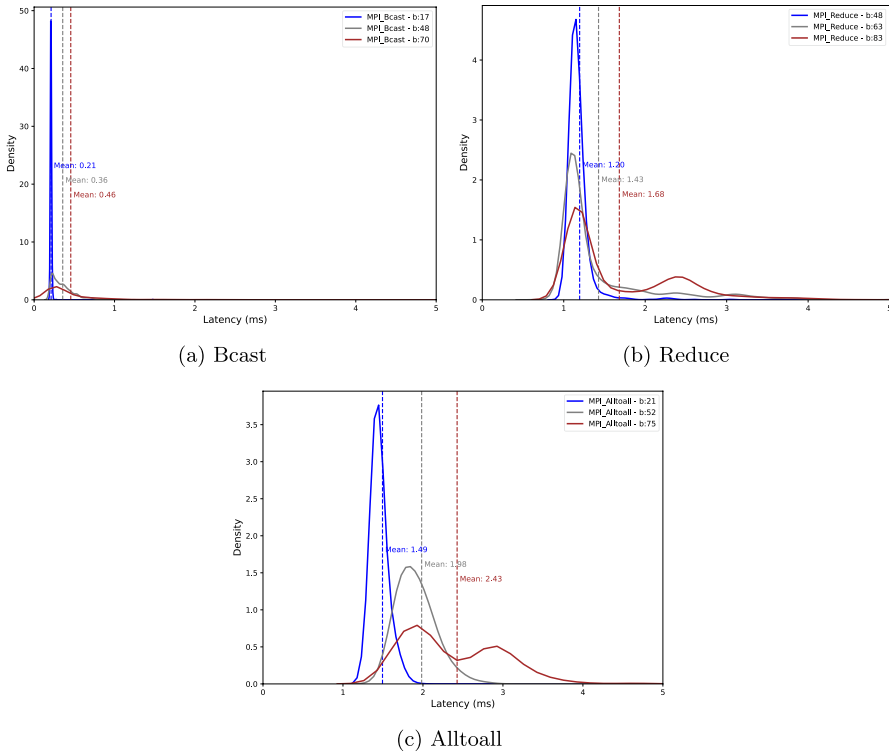 50
40
30
20
10
0
Density
MPI_Bcast - b:17
MPI_Bcast - b:48
MPI_Bcast - b:70
Mean: 0.21
Mean: 0.36
Mean: 0.46
0 1 2 3 4 5
Latency (ms)
(a) Bcast
4
3
2
1
0
Density
MPI_Reduce - b:48
MPI_Reduce - b:63
MPI_Reduce - b:83
Mean: 1.20
Mean: 1.43
Mean: 1.68
0 1 2 3 4 5
Latency (ms)
(b) Reduce
3.5
3.0
2.5
2.0
1.5
1.0
0.5
0.0
Density
MPI_Alltoall - b:21
MPI_Alltoall - b:52
MPI_Alltoall - b:75
Mean: 1.49
Mean: 1.98
Mean: 2.43
0 1 2 3 4 5
Latency (ms)
(c) Alltoall